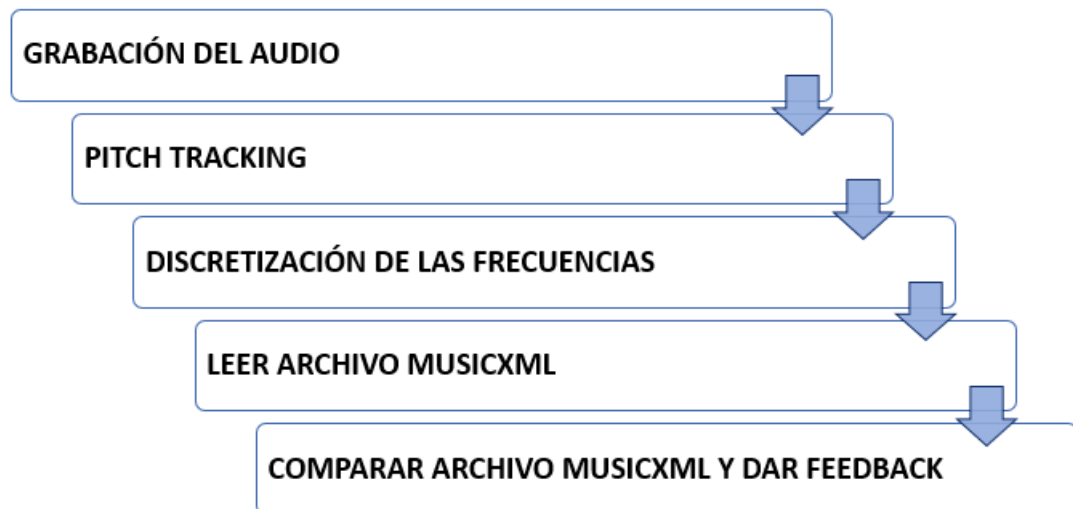 GRABACIÓN DEL AUDIO
PITCH TRACKING
DISCRETIZACIÓN DE LAS FRECUENCIAS
LEER ARCHIVO MUSICXML
COMPARAR ARCHIVO MUSICXML Y DAR FEEDBACK